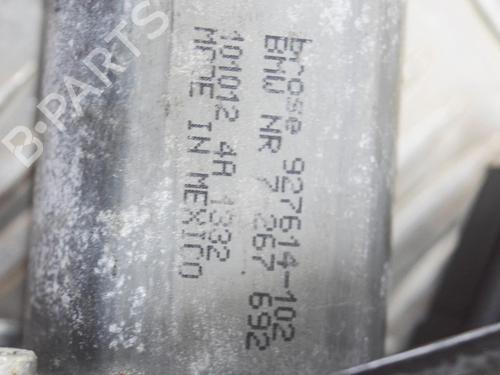 brose 927614-102
BMW NR 7 267 692
101012 4A 1332
MADE IN MEXICO
B-PARTS